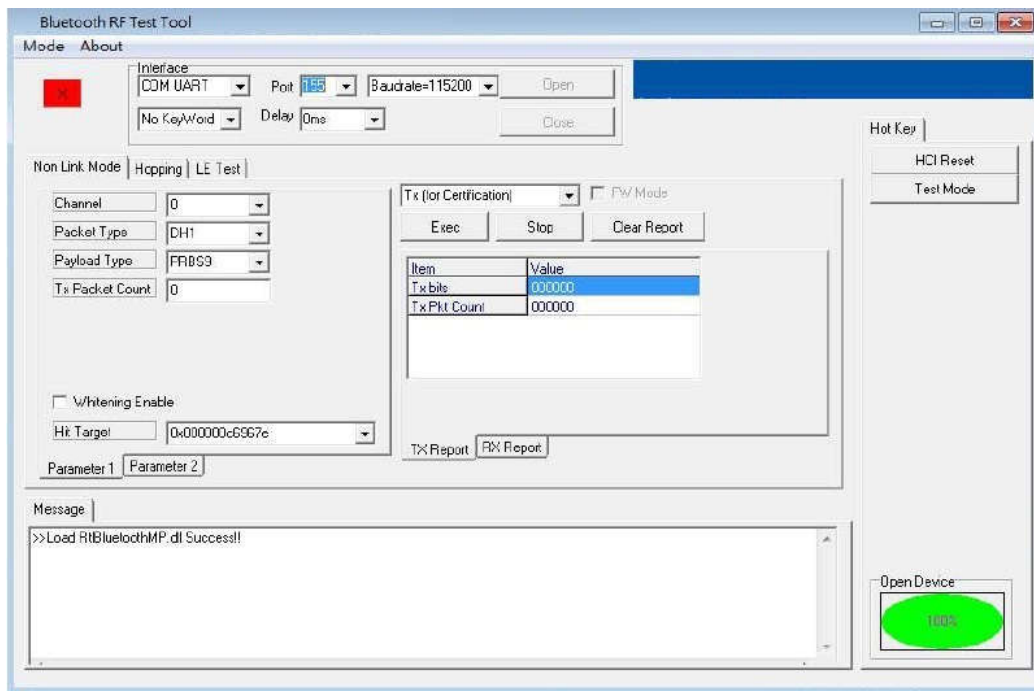 Bluetooth RF Test Tool
Mode About
Interface
COM UART Port 155 Baudrate=115200 Open
No KeyWord Delay 0ms Close
X
Hot Key
HCI Reset
Test Mode
Non Link Mode Hopping LE Test
Channel 0
Packet Type DH1
Payload Type PRBS9
Tx Packet Count 0
Whitening Enable
Hit Target 0x000000c6967e
Parameter 1 Parameter 2
Tx (for Certification) FW Mode
Exec Stop Clear Report
Item Value
Tx bits 000000
Tx Pkt Count 000000
TX Report RX Report
Message
>>Load RtBluetoothMP.dll Success!!
Open Device
100%